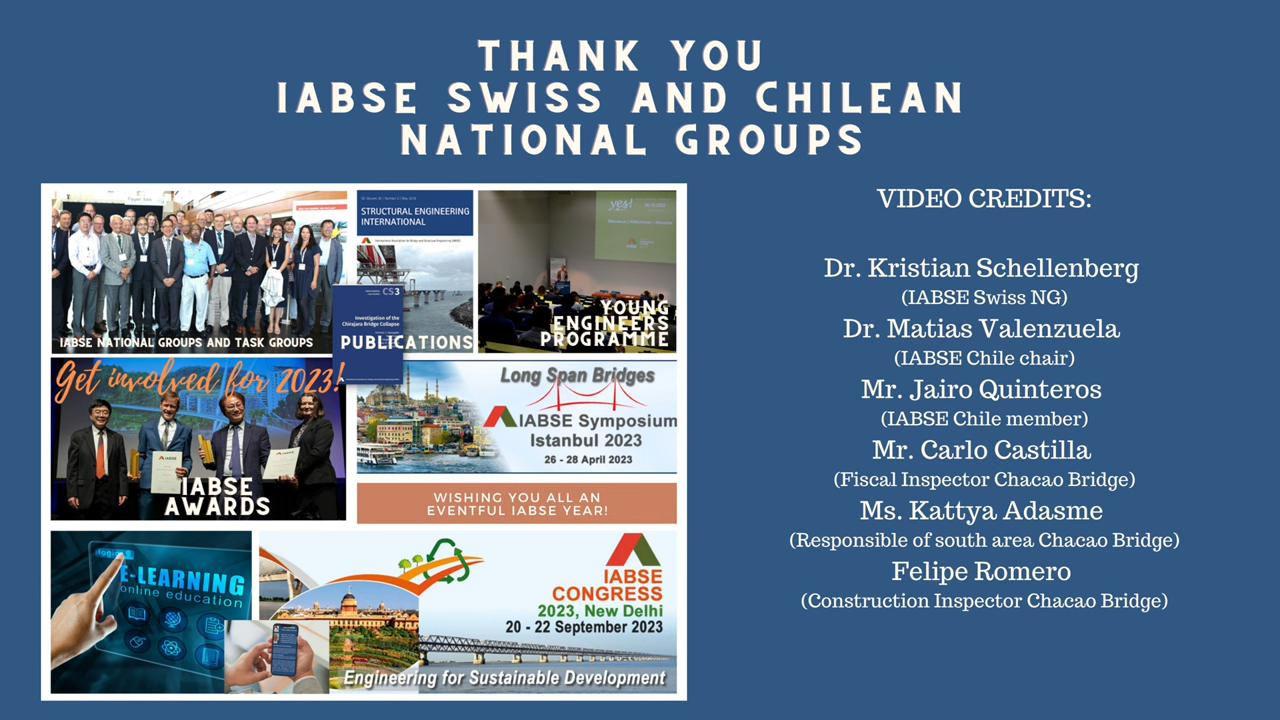 THANK YOU
IABSE SWISS AND CHILEAN
NATIONAL GROUPS
IABSE NATIONAL GROUPS AND TASK GROUPS
STRUCTURAL ENGINEERING
INTERNATIONAL
CS3
Investigation of the
Chirajara Bridge Collapse
PUBLICATIONS
yes!
YOUNG
ENGINEERS
PROGRAMME
Get involved for 2023!
IABSE
AWARDS
Long Span Bridges
IABSE Symposium
Istanbul 2023
26 - 28 April 2023
WISHING YOU ALL AN
EVENTFUL IABSE YEAR!
E-LEARNING
online education
IABSE
CONGRESS
2023, New Delhi
20 - 22 September 2023
Engineering for Sustainable Development
VIDEO CREDITS:
Dr. Kristian Schellenberg
(IABSE Swiss NG)
Dr. Matias Valenzuela
(IABSE Chile chair)
Mr. Jairo Quinteros
(IABSE Chile member)
Mr. Carlo Castilla
(Fiscal Inspector Chacao Bridge)
Ms. Kattya Adasme
(Responsible of south area Chacao Bridge)
Felipe Romero
(Construction Inspector Chacao Bridge)